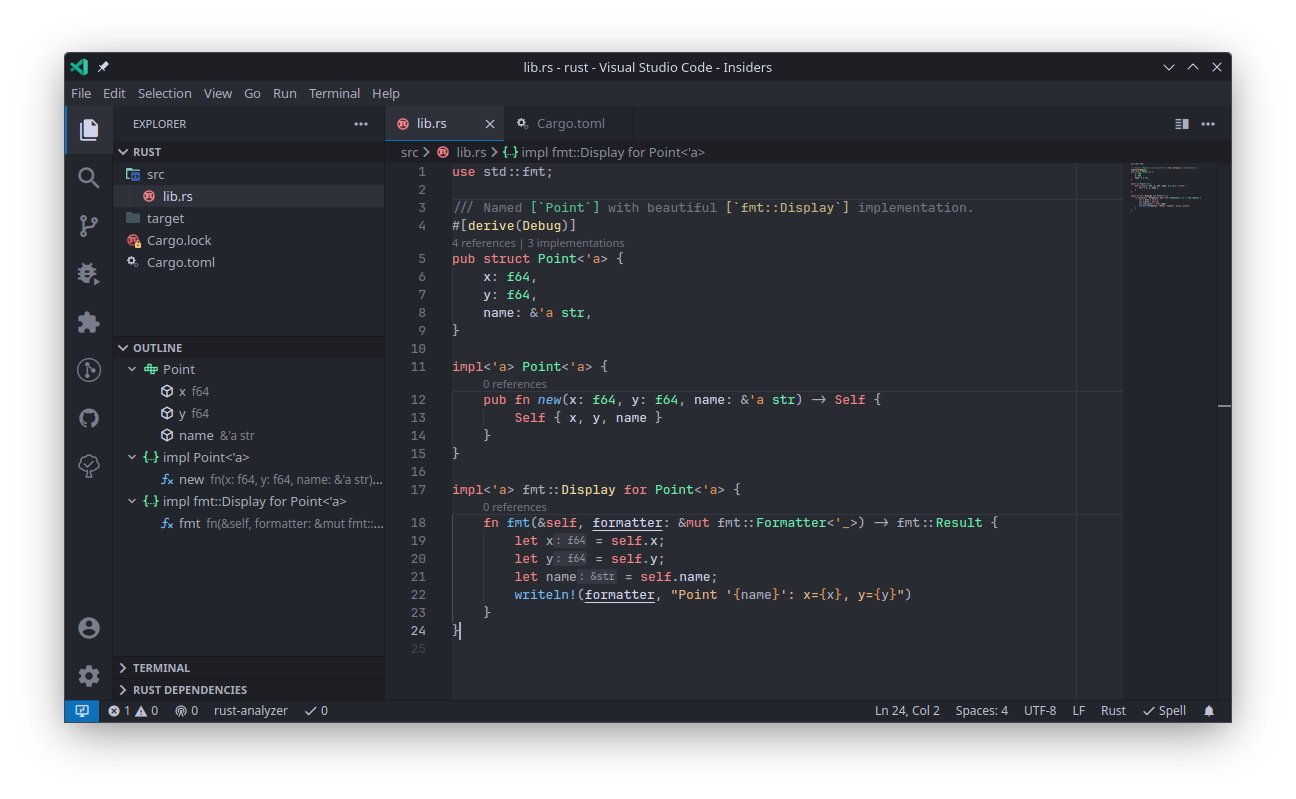 lib.rs - rust - Visual Studio Code - Insiders
File Edit Selection View Go Run Terminal Help
EXPLORER
RUST
src
lib.rs
target
Cargo.lock
Cargo.toml
OUTLINE
Point
x f64
y f64
name &'a str
impl Point<'a>
new fn(x: f64, y: f64, name: &'a str)...
impl fmt::Display for Point<'a>
fmt fn(&self, formatter: &mut fmt::...
TERMINAL
RUST DEPENDENCIES
lib.rs Cargo.toml
src > lib.rs > {} impl fmt::Display for Point<'a>
1 use std::fmt;
2
3 /// Named [`Point`] with beautiful [`fmt::Display`] implementation.
4 #[derive(Debug)]
4 references | 3 implementations
5 pub struct Point<'a> {
6 x: f64,
7 y: f64,
8 name: &'a str,
9 }
10
11 impl<'a> Point<'a> {
0 references
12 pub fn new(x: f64, y: f64, name: &'a str) -> Self {
13 Self { x, y, name }
14 }
15 }
16
17 impl<'a> fmt::Display for Point<'a> {
0 references
18 fn fmt(&self, formatter: &mut fmt::Formatter<'_>) -> fmt::Result {
19 let x: f64 = self.x;
20 let y: f64 = self.y;
21 let name: &str = self.name;
22 writeln!(formatter, "Point '{name}': x={x}, y={y}")
23 }
24 }
25
1 0 0 rust-analyzer 0 Ln 24, Col 2 Spaces: 4 UTF-8 LF Rust Spell